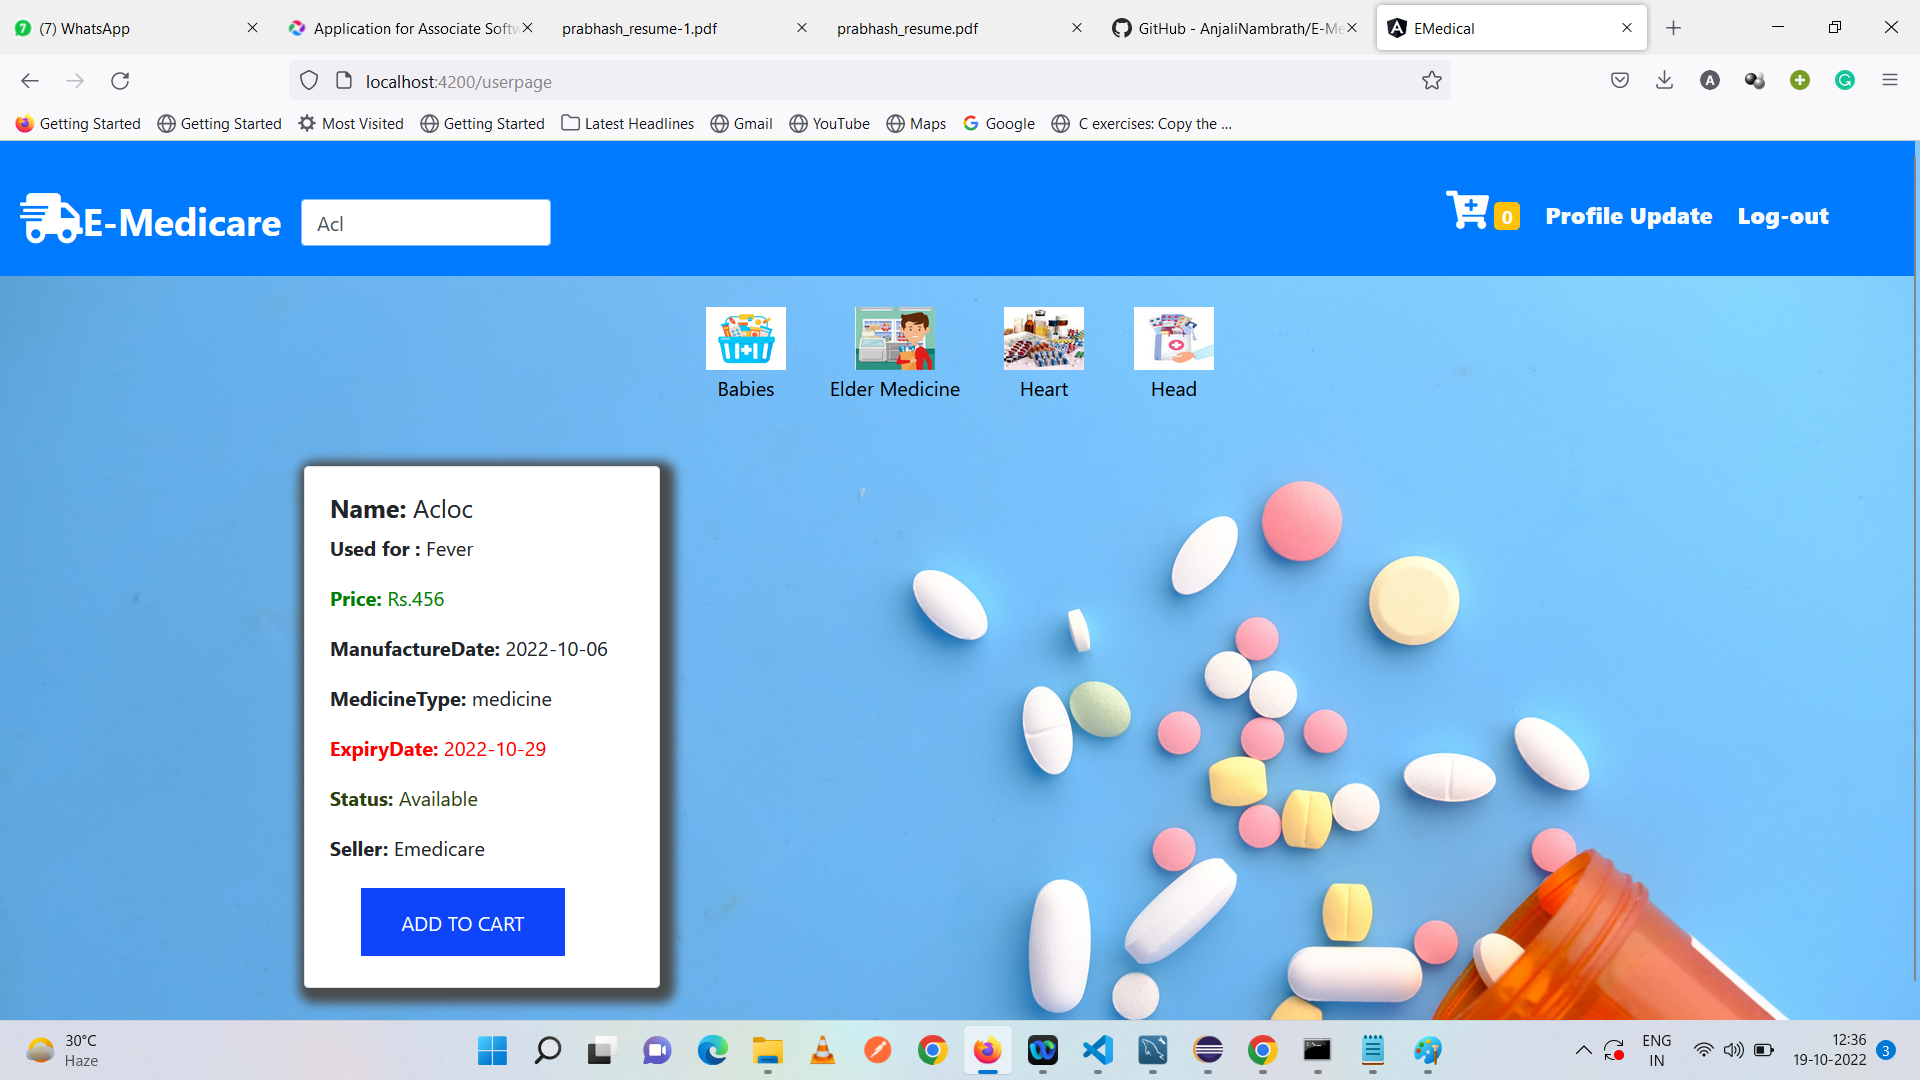 (7) WhatsApp
Application for Associate Softw
prabhash_resume-1.pdf
prabhash_resume.pdf
GitHub - AnjaliNambrath/E-Me
EMedical
localhost:4200/userpage
Getting Started
Getting Started
Most Visited
Getting Started
Latest Headlines
Gmail
YouTube
Maps
Google
C exercises: Copy the ...
E-Medicare
Acl
0
Profile Update
Log-out
Babies
Elder Medicine
Heart
Head
Name: Acloc
Used for : Fever
Price: Rs.456
ManufactureDate: 2022-10-06
MedicineType: medicine
ExpiryDate: 2022-10-29
Status: Available
Seller: Emedicare
ADD TO CART
30°C
Haze
ENG
IN
12:36
19-10-2022
3